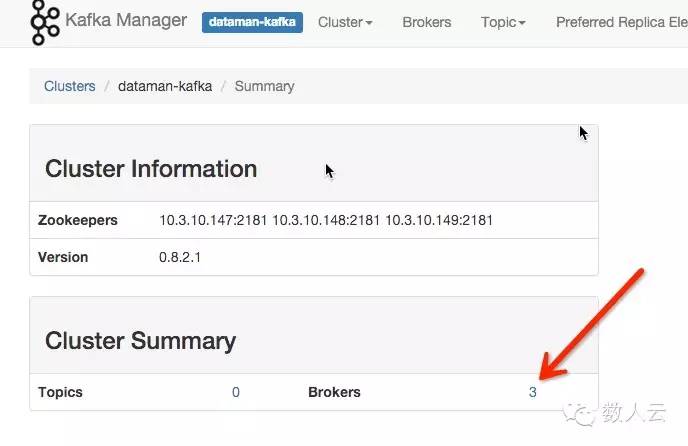 Kafka Manager dataman-kafka Cluster Brokers Topic Preferred Replica Ele
Clusters / dataman-kafka / Summary
Cluster Information
Zookeepers 10.3.10.147:2181 10.3.10.148:2181 10.3.10.149:2181
Version 0.8.2.1
Cluster Summary
Topics 0 Brokers 3
数人云